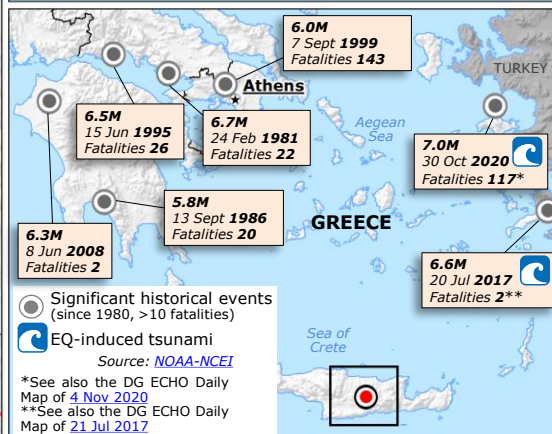 6.0M
7 Sept 1999
Fatalities 143
TURKEY
Athens
6.5M
15 Jun 1995
Fatalities 26
6.7M
24 Feb 1981
Fatalities 22
Aegean
Sea
7.0M
30 Oct 2020
Fatalities 117*
5.8M
13 Sept 1986
Fatalities 20
GREECE
6.3M
8 Jun 2008
Fatalities 2
6.6M
20 Jul 2017
Fatalities 2**
Significant historical events
(since 1980, >10 fatalities)
EQ-induced tsunami
Source: NOAA-NCEI
*See also the DG ECHO Daily
Map of 4 Nov 2020
**See also the DG ECHO Daily
Map of 21 Jul 2017
Sea of
Crete